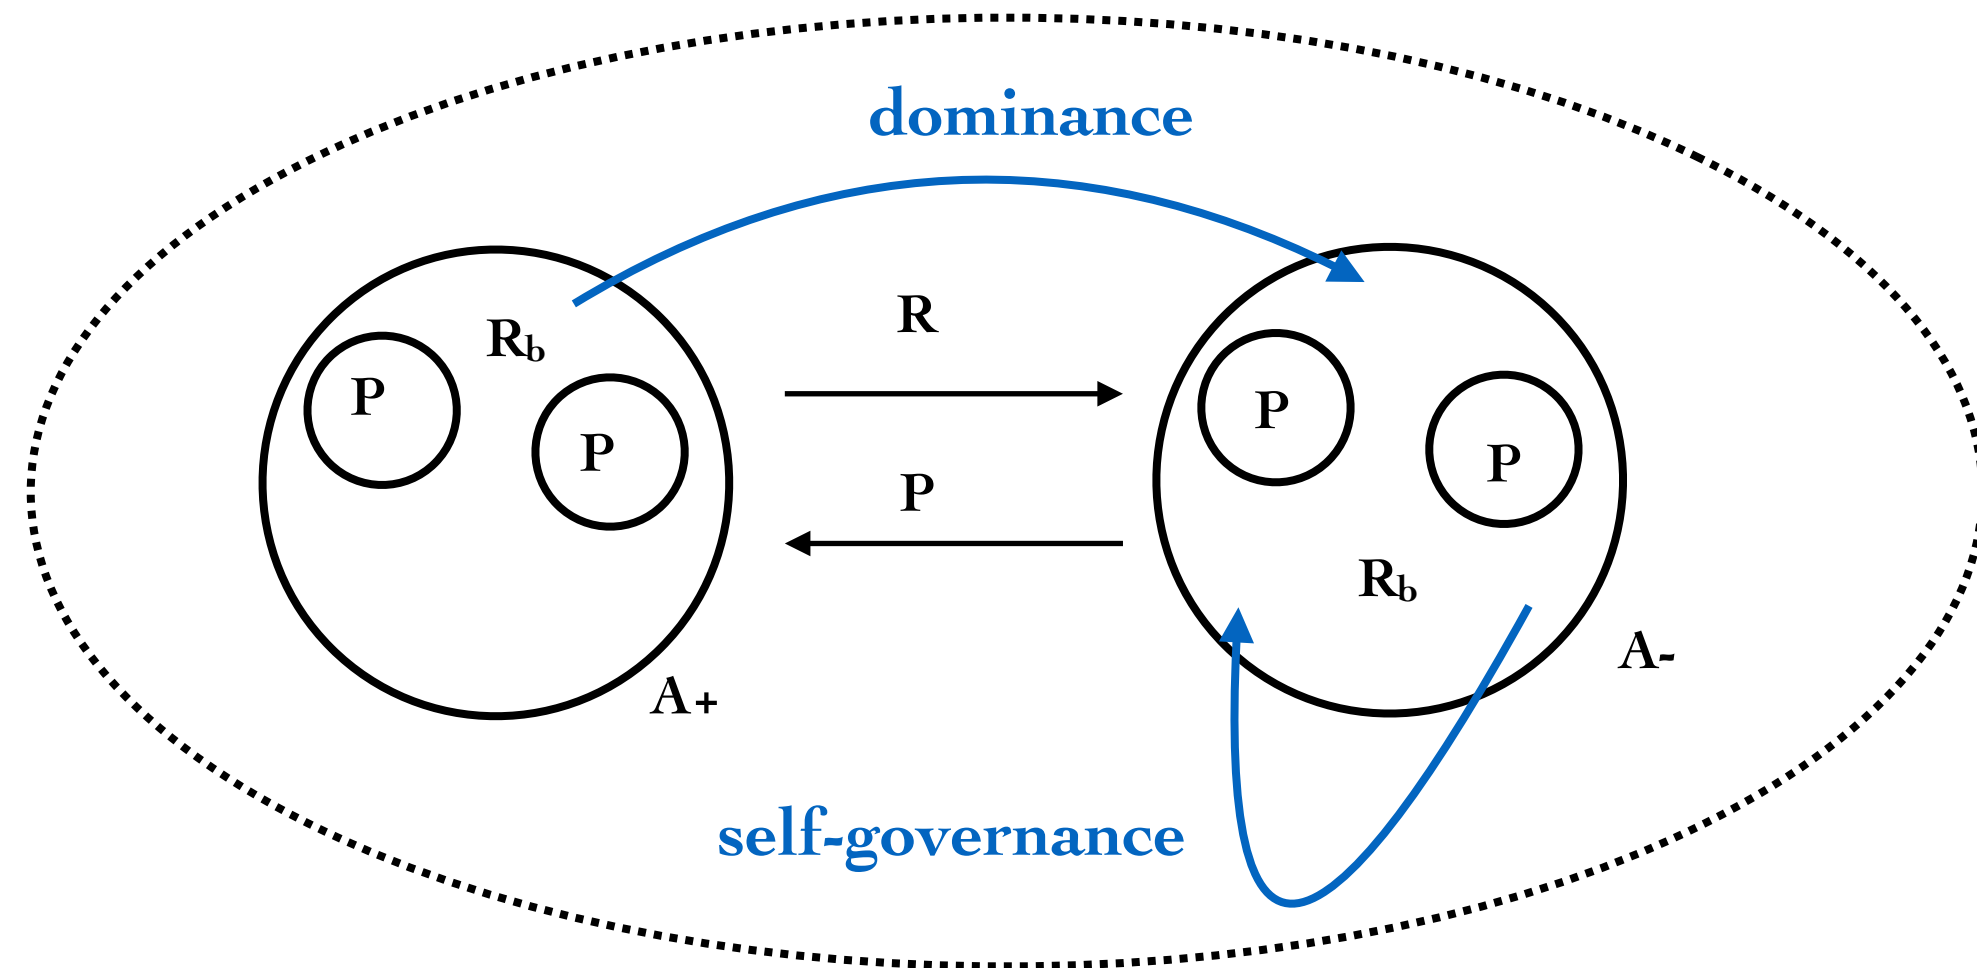 dominance
R
Rb
P
P
P
P
P
Rb
A-
A+
self-governance